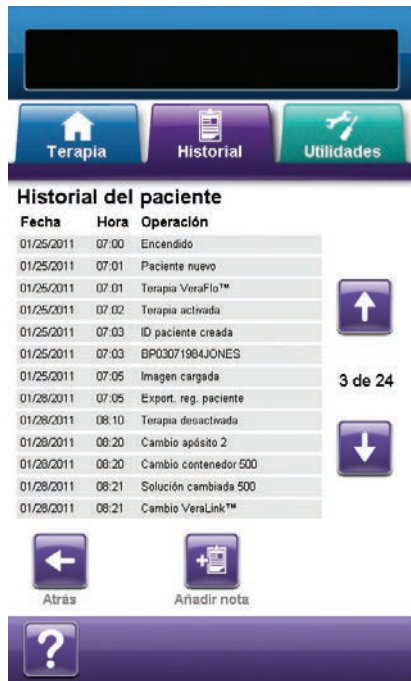 Terapia Historial Utilidades
Historial del paciente
Fecha Hora Operación
01/25/2011 07:00 Encendido
01/25/2011 07:01 Paciente nuevo
01/25/2011 07:01 Terapia VeraFlo™
01/25/2011 07:02 Terapia activada
01/25/2011 07:03 ID paciente creada
01/25/2011 07:03 BP03071984JONES
01/25/2011 07:05 Imagen cargada
01/28/2011 07:05 Export. reg. paciente
01/28/2011 08:10 Terapia desactivada
01/28/2011 08:20 Cambio apósito 2
01/28/2011 08:20 Cambio contenedor 500
01/28/2011 08:21 Solución cambiada 500
01/28/2011 08:21 Cambio VeraLink™
3 de 24
Atrás Añadir nota
?